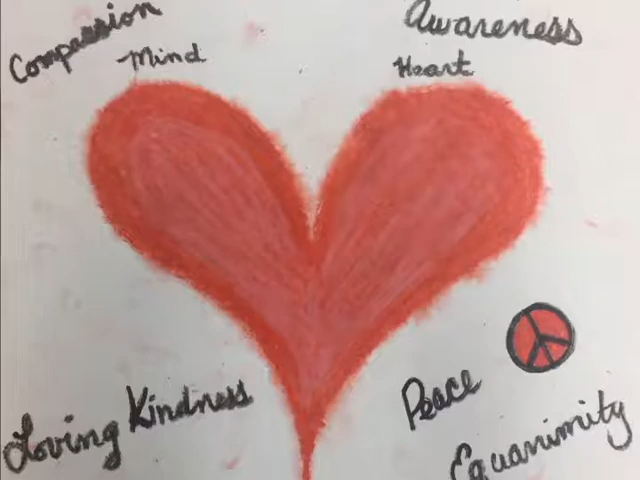 Compassion
Awareness
Mind
Heart
Loving Kindness
Peace
Equanimity